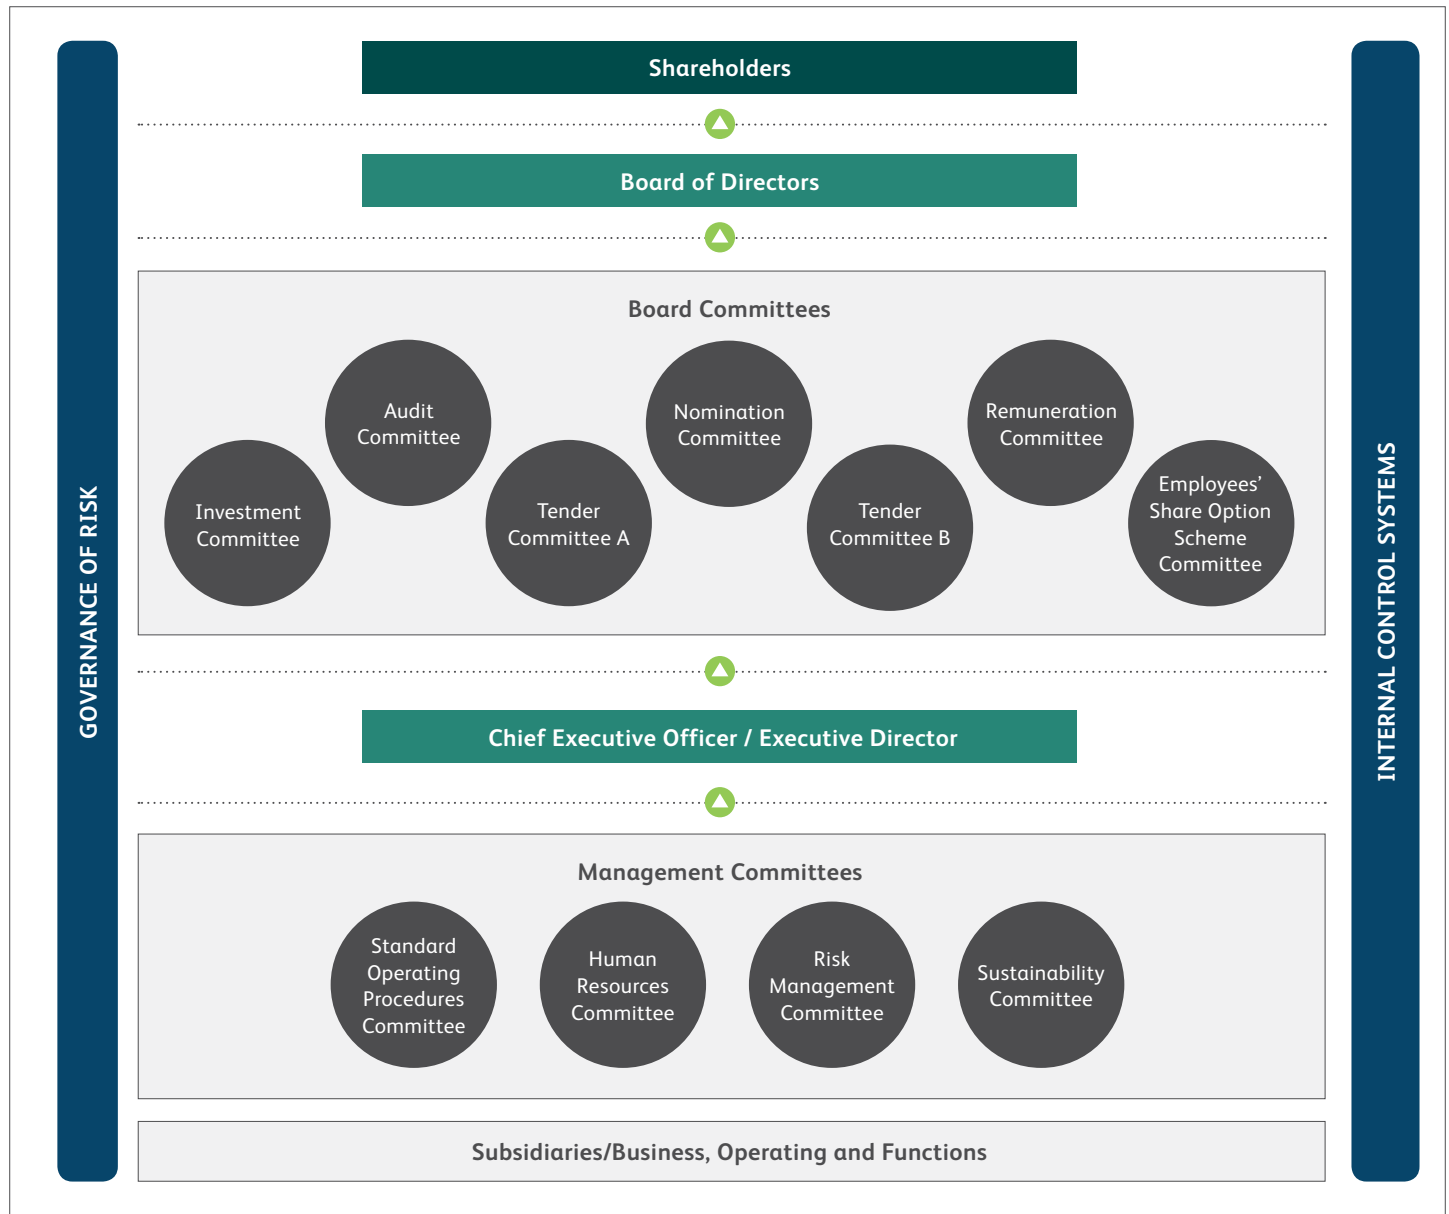 Shareholders
Board of Directors
Board Committees
Audit
Committee
Nomination
Committee
Remuneration
Committee
Investment
Committee
Tender
Committee A
Tender
Committee B
Employees’
Share Option
Scheme
Committee
Chief Executive Officer / Executive Director
Management Committees
Standard
Operating
Procedures
Committee
Human
Resources
Committee
Risk
Management
Committee
Sustainability
Committee
Subsidiaries/Business, Operating and Functions
GOVERNANCE OF RISK
INTERNAL CONTROL SYSTEMS